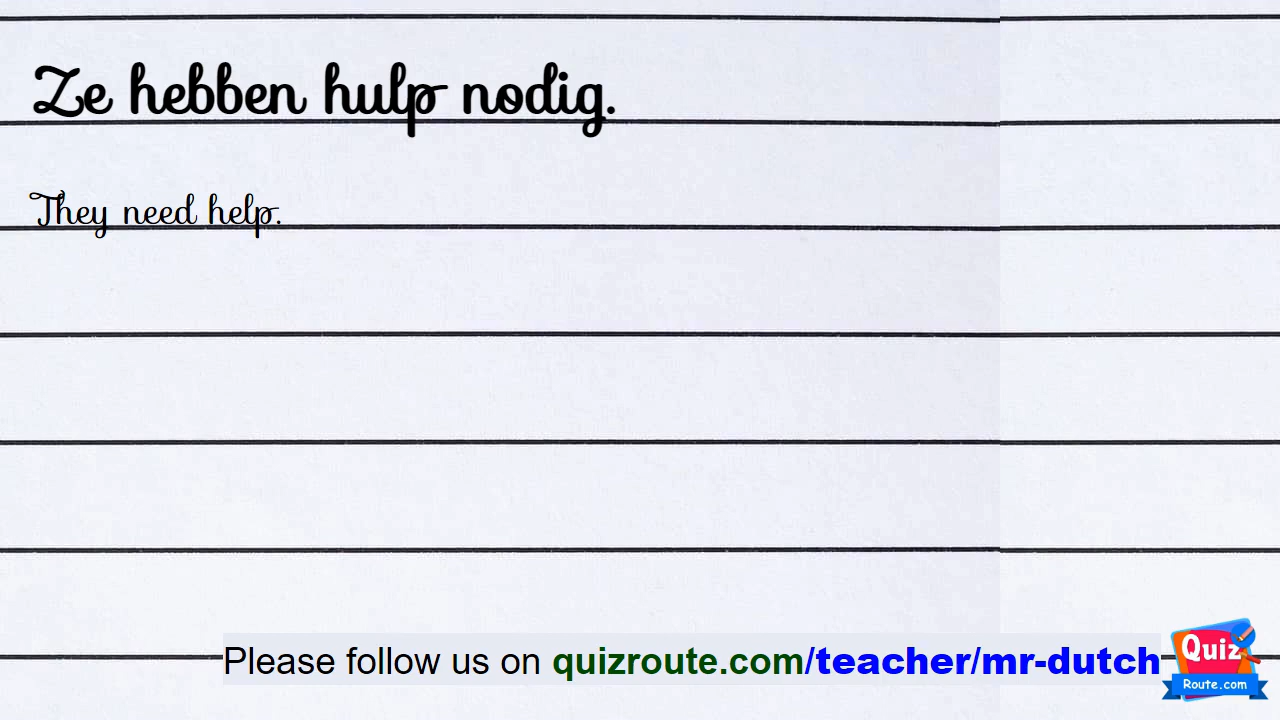 Ze hebben hulp nodig.
They need help.
Please follow us on quizroute.com/teacher/mr-dutch
Quiz
Route.com